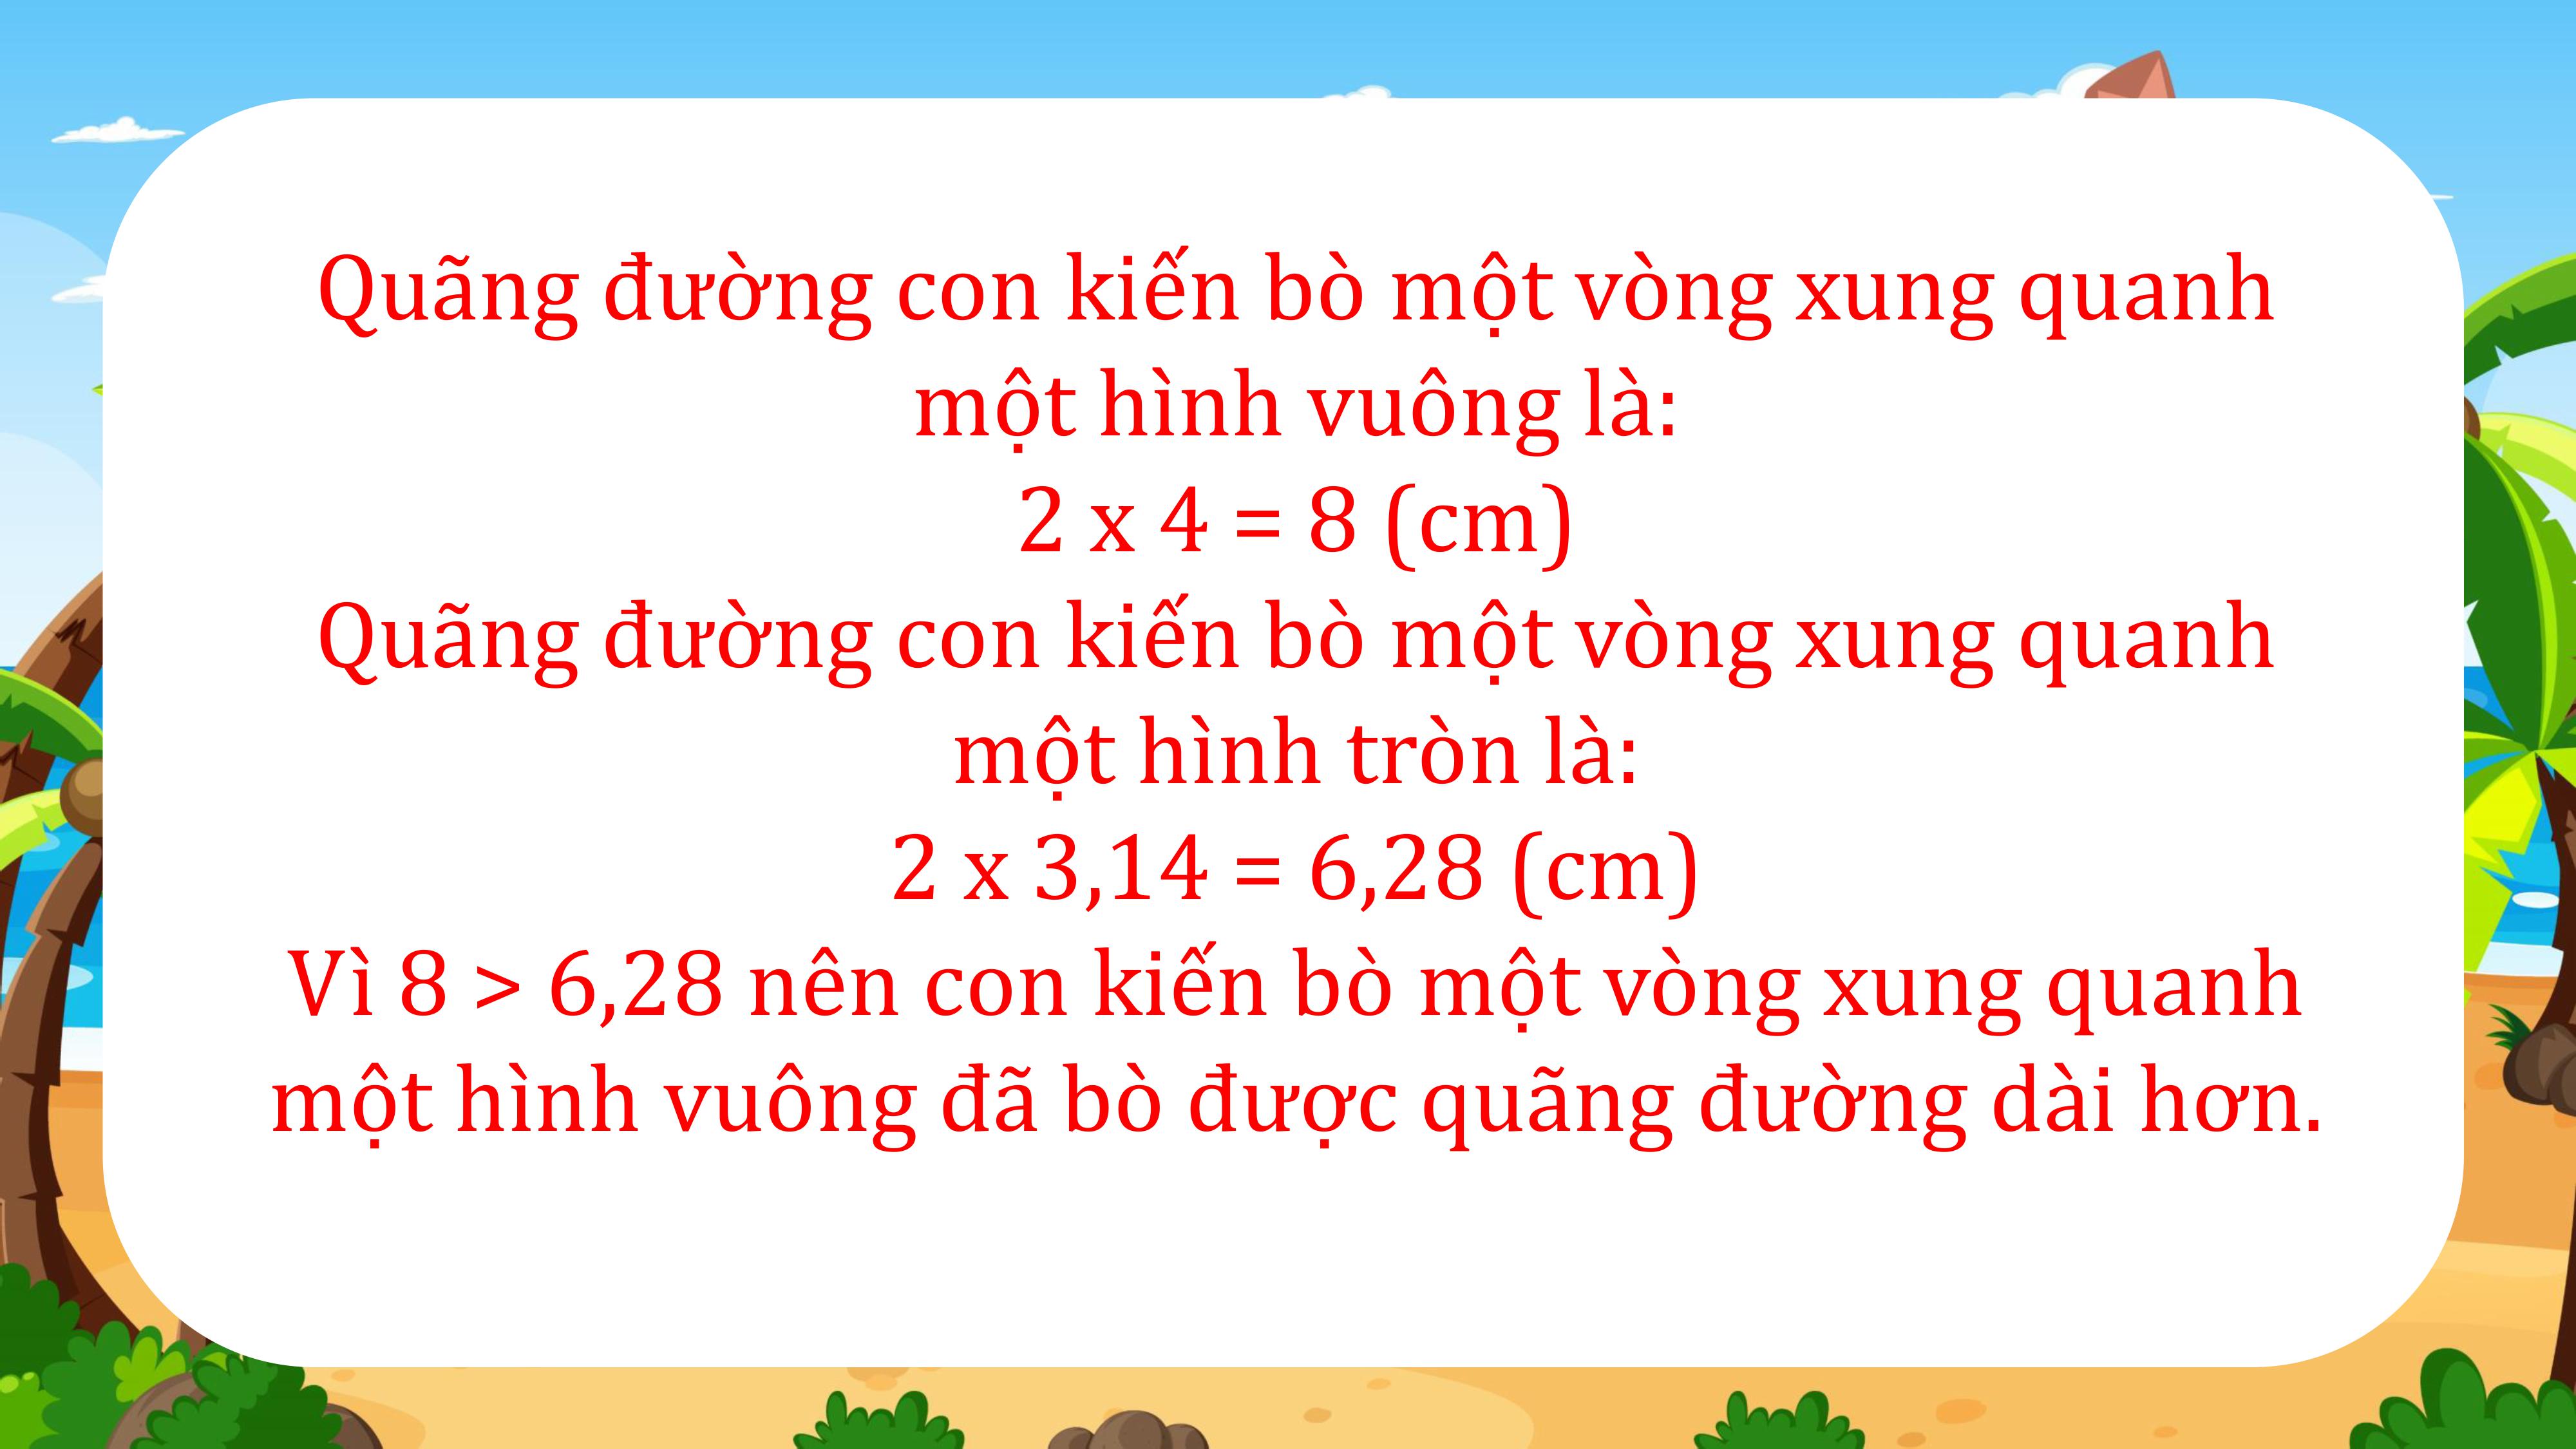 Quãng đường con kiến bò một vòng xung quanh
một hình vuông là:
2 x 4 = 8 (cm)
Quãng đường con kiến bò một vòng xung quanh
một hình tròn là:
2 x 3,14 = 6,28 (cm)
Vì 8 > 6,28 nên con kiến bò một vòng xung quanh
một hình vuông đã bò được quãng đường dài hơn.